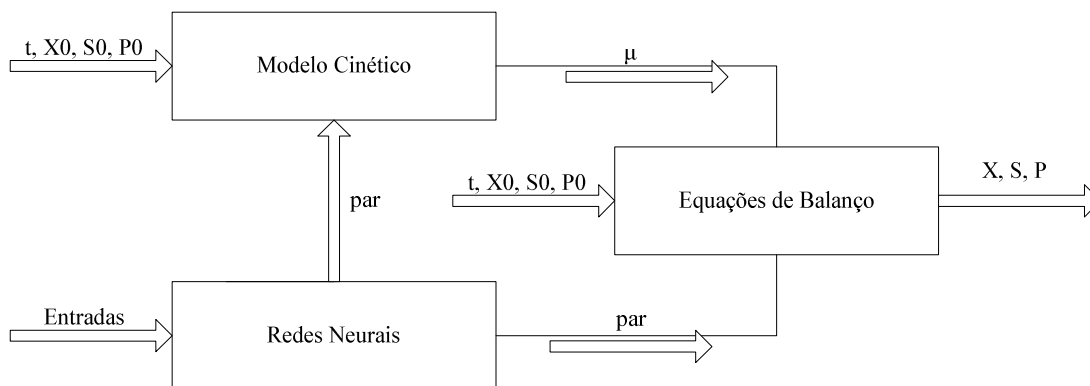 t, X0, S0, P0
Modelo Cinético
μ
t, X0, S0, P0
Equações de Balanço
X, S, P
par
Entradas
Redes Neurais
par